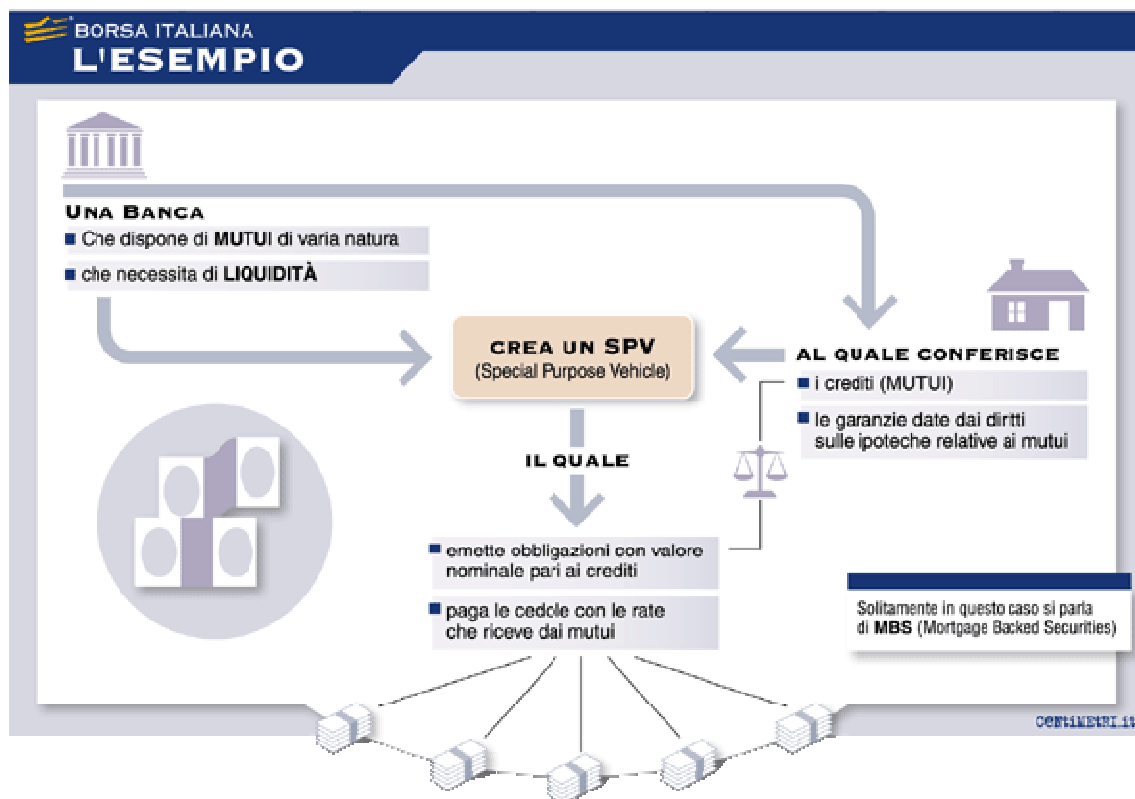 BORSA ITALIANA
L'ESEMPIO
UNA BANCA
Che dispone di MUTUI di varia natura
che necessita di LIQUIDITÀ
CREA UN SPV
(Special Purpose Vehicle)
AL QUALE CONFERISCE
i crediti (MUTUI)
le garanzie date dai diritti
sulle ipoteche relative ai mutui
IL QUALE
emette obbligazioni con valore
nominale pari ai crediti
paga le cedole con le rate
che riceve dai mutui
Solitamente in questo caso si parla
di MBS (Mortgage Backed Securities)
CENTIMETRI.it